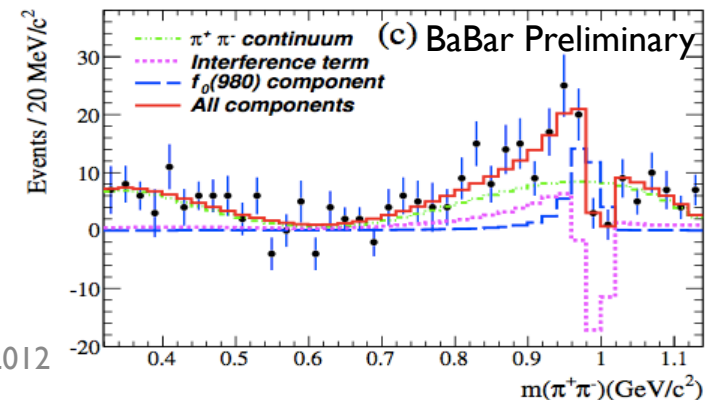 (c) BaBar Preliminary
π⁺ π⁻ continuum
Interference term
f₀(980) component
All components
Events / 20 MeV/c²
30
20
10
0
-10
-20
0.4 0.5 0.6 0.7 0.8 0.9 1 1.1
m(π⁺π⁻)(GeV/c²)
2012